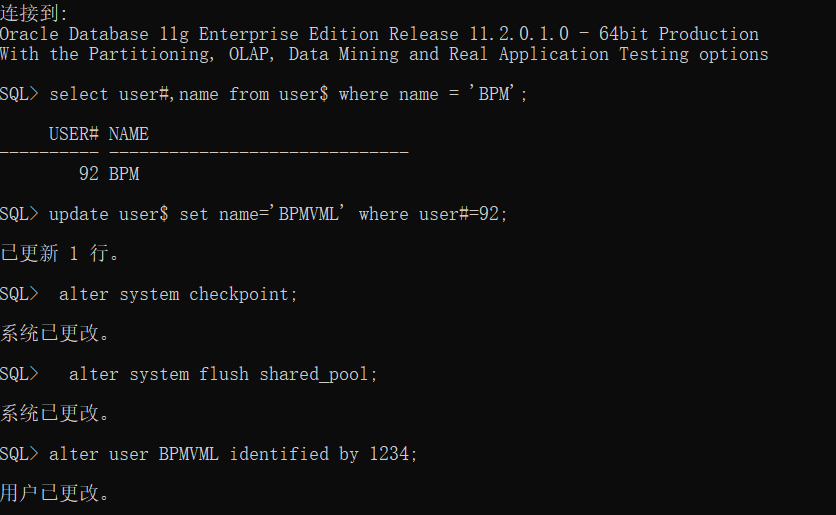 连接到:
Oracle Database 11g Enterprise Edition Release 11.2.0.1.0 - 64bit Production
With the Partitioning, OLAP, Data Mining and Real Application Testing options
SQL> select user#,name from user$ where name = 'BPM';
USER# NAME
---------- ------------------------------
92 BPM
SQL> update user$ set name='BPMVML' where user#=92;
已更新 1 行。
SQL>  alter system checkpoint;
系统已更改。
SQL>   alter system flush shared_pool;
系统已更改。
SQL> alter user BPMVML identified by 1234;
用户已更改。